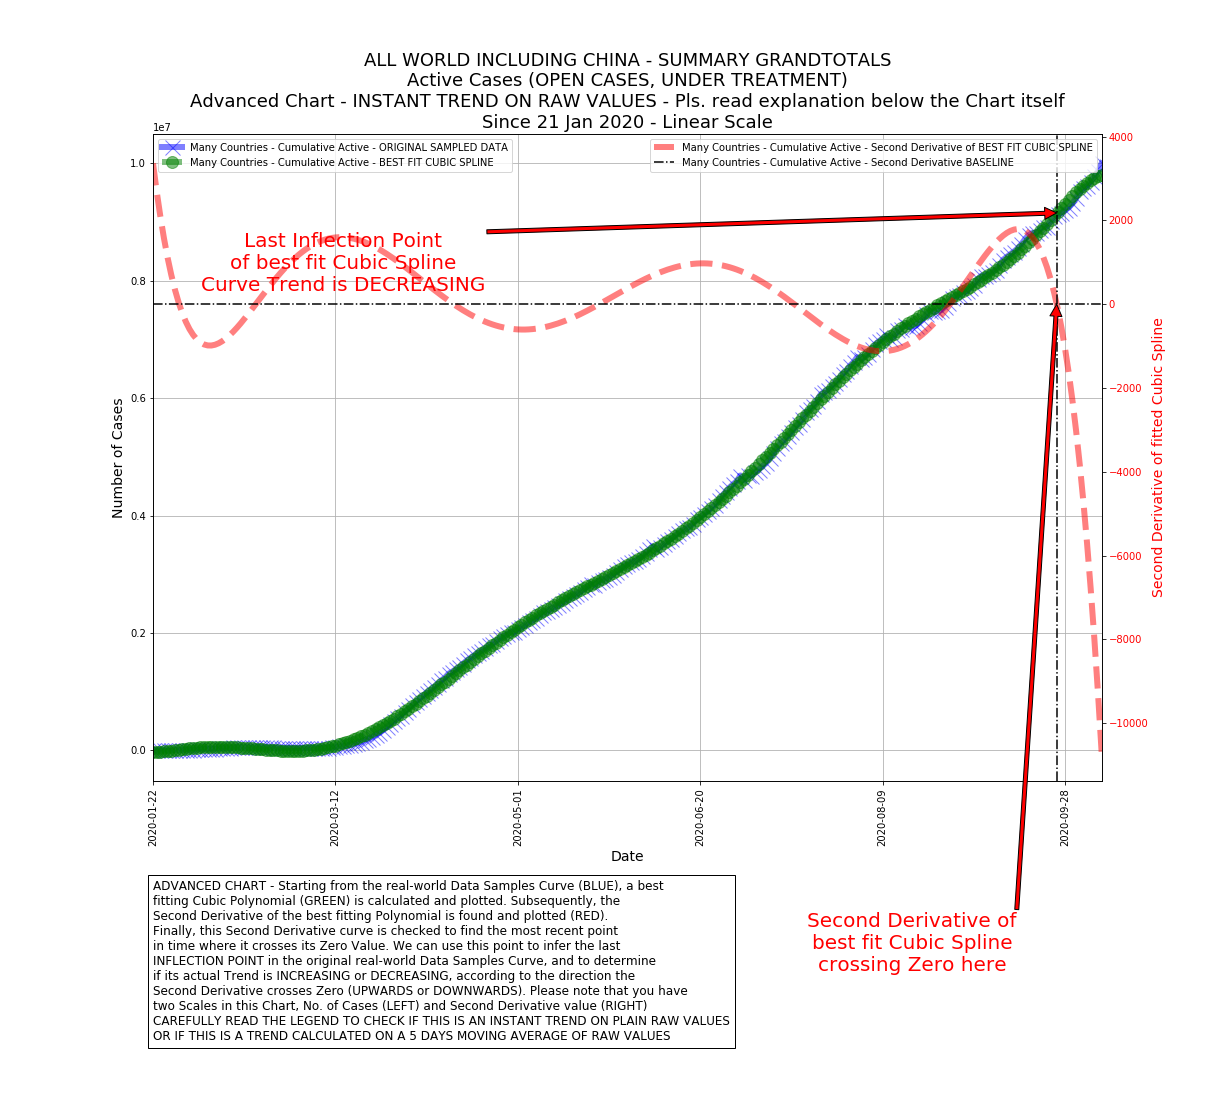 ALL WORLD INCLUDING CHINA - SUMMARY GRANDTOTALS
Active Cases (OPEN CASES, UNDER TREATMENT)
Advanced Chart - INSTANT TREND ON RAW VALUES - Pls. read explanation below the Chart itself
Since 21 Jan 2020 - Linear Scale
1e7
Many Countries - Cumulative Active - ORIGINAL SAMPLED DATA
Many Countries - Cumulative Active - BEST FIT CUBIC SPLINE
Many Countries - Cumulative Active - Second Derivative of BEST FIT CUBIC SPLINE
Many Countries - Cumulative Active - Second Derivative BASELINE
Last Inflection Point
of best fit Cubic Spline
Curve Trend is DECREASING
Number of Cases
1.0
0.8
0.6
0.4
0.2
0.0
4000
2000
0
−2000
−4000
−6000
−8000
−10000
Second Derivative of fitted Cubic Spline
2020-01-22
2020-03-12
2020-05-01
2020-06-20
2020-08-09
2020-09-28
Date
ADVANCED CHART - Starting from the real-world Data Samples Curve (BLUE), a best
fitting Cubic Polynomial (GREEN) is calculated and plotted. Subsequently, the
Second Derivative of the best fitting Polynomial is found and plotted (RED).
Finally, this Second Derivative curve is checked to find the most recent point
in time where it crosses its Zero Value. We can use this point to infer the last
INFLECTION POINT in the original real-world Data Samples Curve, and to determine
if its actual Trend is INCREASING or DECREASING, according to the direction the
Second Derivative crosses Zero (UPWARDS or DOWNWARDS). Please note that you have
two Scales in this Chart, No. of Cases (LEFT) and Second Derivative value (RIGHT)
CAREFULLY READ THE LEGEND TO CHECK IF THIS IS AN INSTANT TREND ON PLAIN RAW VALUES
OR IF THIS IS A TREND CALCULATED ON A 5 DAYS MOVING AVERAGE OF RAW VALUES
Second Derivative of
best fit Cubic Spline
crossing Zero here